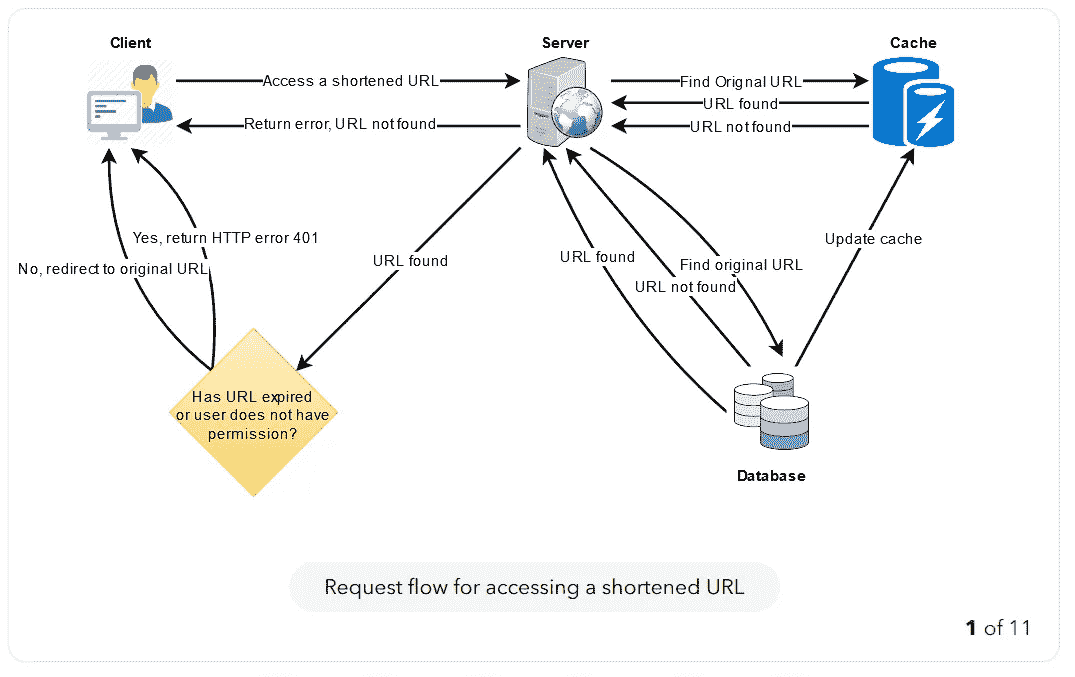 Client
Server
Cache
Access a shortened URL
Find Orignal URL
URL found
Return error, URL not found
URL not found
Yes, return HTTP error 401
No, redirect to original URL
URL found
URL found
Find original URL
URL not found
Update cache
Has URL expired
or user does not have
permission?
Database
Request flow for accessing a shortened URL
1 of 11